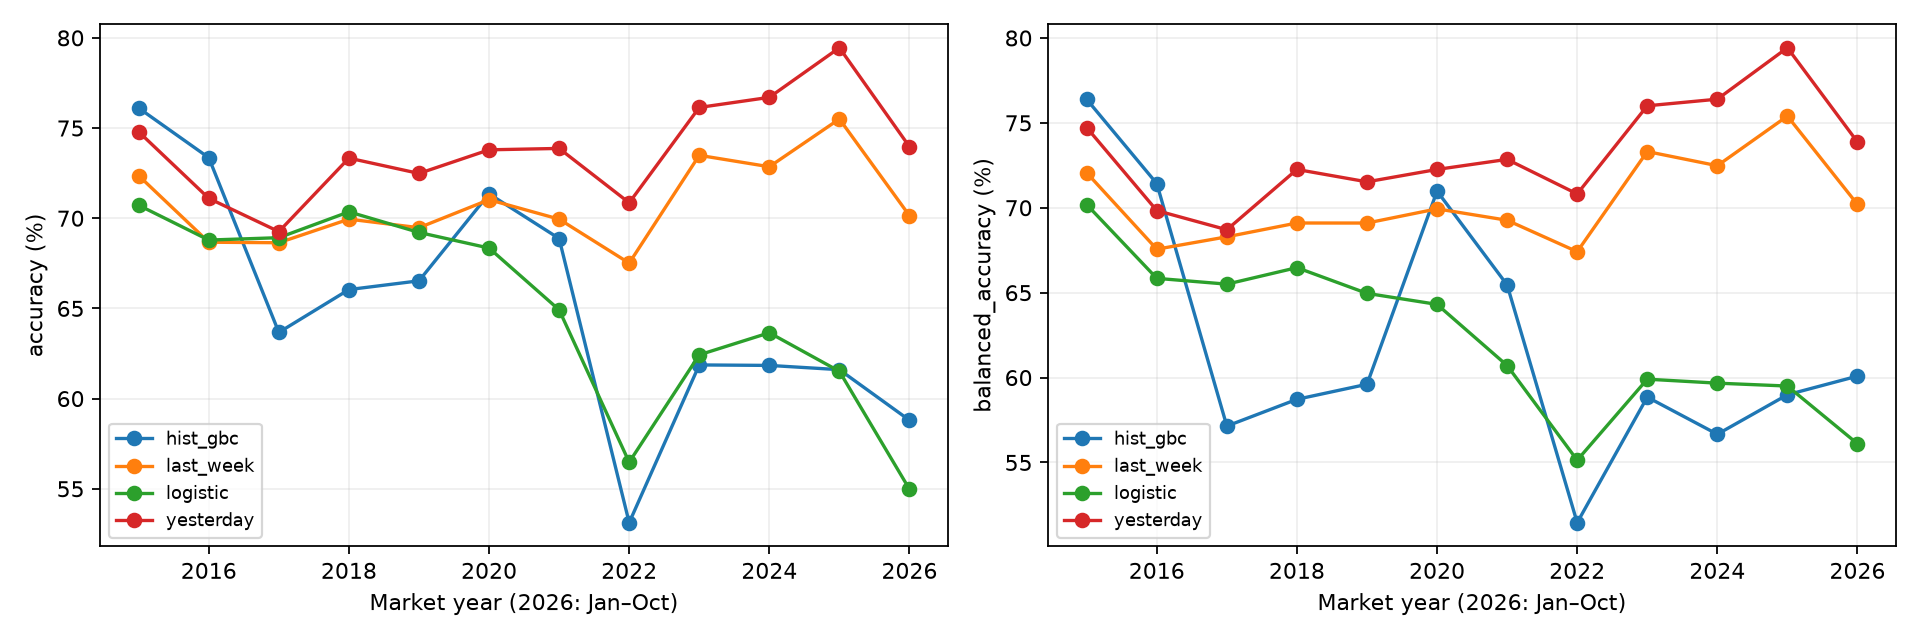 80
75
70
65
60
55
accuracy (%)
hist_gbc
last_week
logistic
yesterday
2016 2018 2020 2022 2024 2026
Market year (2026: Jan–Oct)
80
75
70
65
60
55
balanced_accuracy (%)
hist_gbc
last_week
logistic
yesterday
2016 2018 2020 2022 2024 2026
Market year (2026: Jan–Oct)